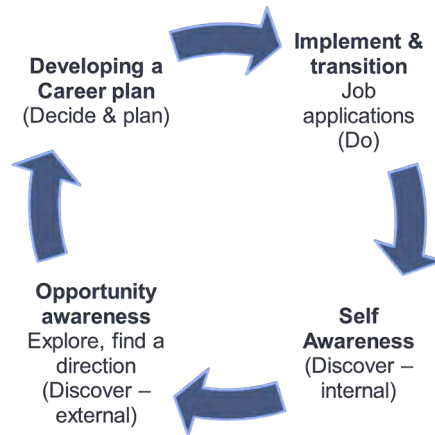 Developing a
Career plan
(Decide & plan)
Implement &
transition
Job
applications
(Do)
Self
Awareness
(Discover –
internal)
Opportunity
awareness
Explore, find a
direction
(Discover –
external)